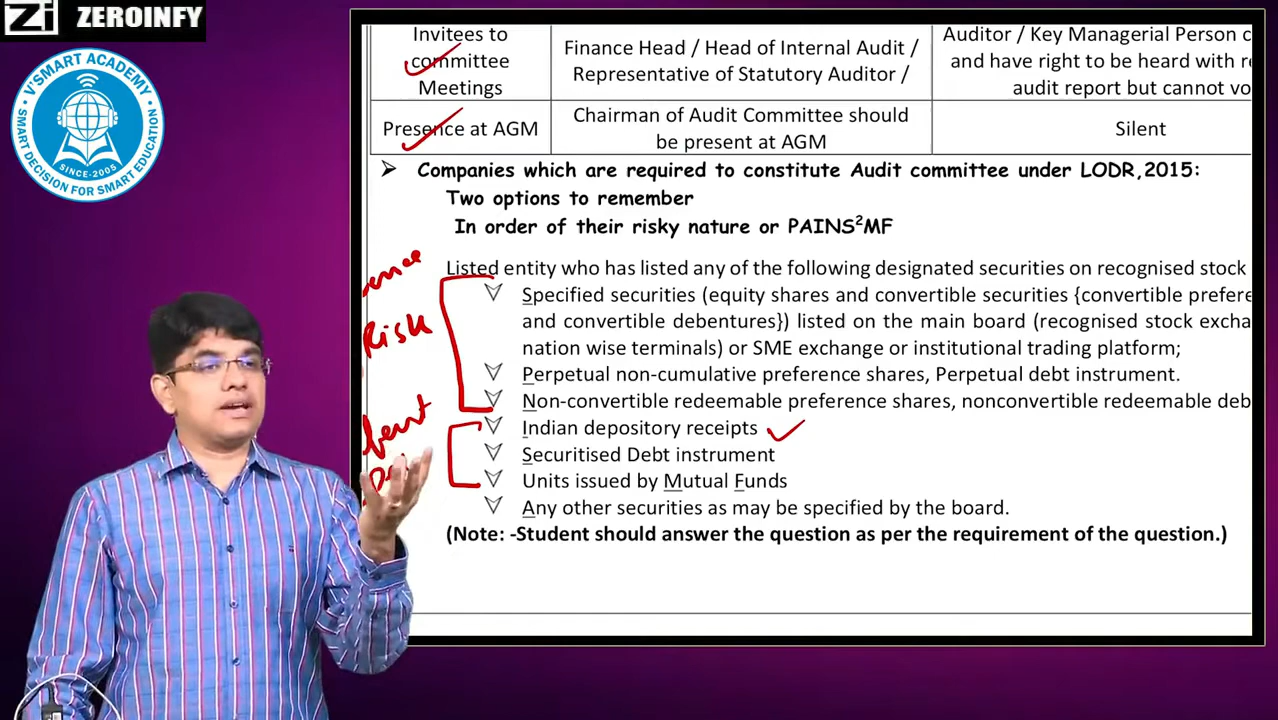 Zi ZEROINFY
V'SMART ACADEMY
SINCE-2005
SMART DECISION FOR SMART EDUCATION
Invitees to
committee
Meetings
Finance Head / Head of Internal Audit /
Representative of Statutory Auditor /
Auditor / Key Managerial Person c
and have right to be heard with re
audit report but cannot vo
Presence at AGM
Chairman of Audit Committee should
be present at AGM
Silent
Companies which are required to constitute Audit committee under LODR,2015:
Two options to remember
In order of their risky nature or PAINS²MF
Listed entity who has listed any of the following designated securities on recognised stock
Specified securities (equity shares and convertible securities {convertible prefere
and convertible debentures}) listed on the main board (recognised stock excha
nation wise terminals) or SME exchange or institutional trading platform;
Perpetual non-cumulative preference shares, Perpetual debt instrument.
Non-convertible redeemable preference shares, nonconvertible redeemable deb
Indian depository receipts
Securitised Debt instrument
Units issued by Mutual Funds
Any other securities as may be specified by the board.
(Note: -Student should answer the question as per the requirement of the question.)
Risk